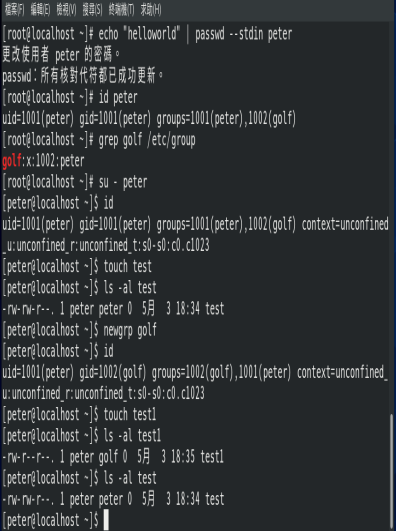 檔案(F) 編輯(E) 檢視(V) 搜尋(S) 終端機(T) 求助(H)
[root@localhost ~]# echo "helloworld" | passwd --stdin peter
更改使用者 peter 的密碼。
passwd：所有核對代符都已成功更新。
[root@localhost ~]# id peter
uid=1001(peter) gid=1001(peter) groups=1001(peter),1002(golf)
[root@localhost ~]# grep golf /etc/group
golf:x:1002:peter
[root@localhost ~]# su - peter
[peter@localhost ~]$ id
uid=1001(peter) gid=1001(peter) groups=1001(peter),1002(golf) context=unconfined
_u:unconfined_r:unconfined_t:s0-s0:c0.c1023
[peter@localhost ~]$ touch test
[peter@localhost ~]$ ls -al test
-rw-rw-r--. 1 peter peter 0  5月  3 18:34 test
[peter@localhost ~]$ newgrp golf
[peter@localhost ~]$ id
uid=1001(peter) gid=1002(golf) groups=1002(golf),1001(peter) context=unconfined_
u:unconfined_r:unconfined_t:s0-s0:c0.c1023
[peter@localhost ~]$ touch test1
[peter@localhost ~]$ ls -al test1
-rw-r--r--. 1 peter golf 0  5月  3 18:35 test1
[peter@localhost ~]$ ls -al test
-rw-rw-r--. 1 peter peter 0  5月  3 18:34 test
[peter@localhost ~]$